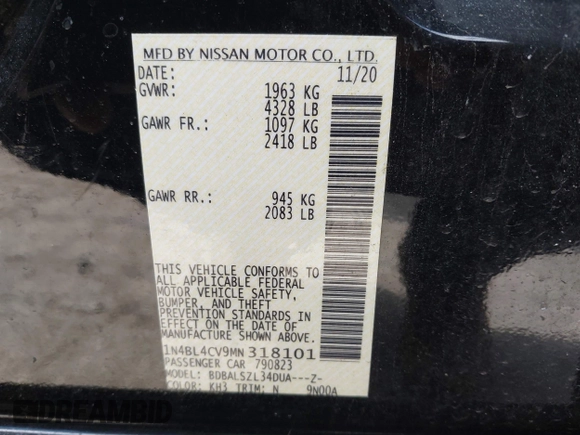 MFD BY NISSAN MOTOR CO., LTD.
DATE: 11/20
GVWR: 1963 KG
4328 LB
GAWR FR.: 1097 KG
2418 LB
GAWR RR.: 945 KG
2083 LB
THIS VEHICLE CONFORMS TO
ALL APPLICABLE FEDERAL
MOTOR VEHICLE SAFETY,
BUMPER, AND THEFT
PREVENTION STANDARDS IN
EFFECT ON THE DATE OF
MANUFACTURE SHOWN ABOVE.
1N4BL4CV9MN318101
PASSENGER CAR 790823
MODEL: BDBALSZL34DUA---Z-
COLOR: KH3 TRIM: N 9N00A
DREAMBID